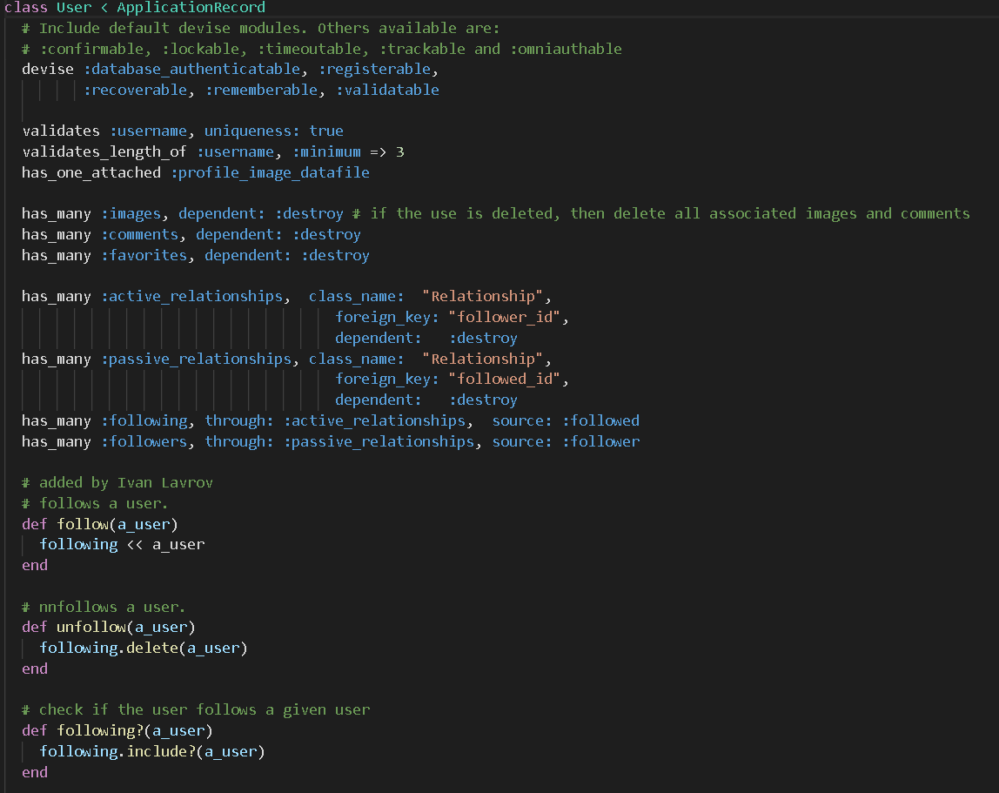 class User < ApplicationRecord
  # Include default devise modules. Others available are:
  # :confirmable, :lockable, :timeoutable, :trackable and :omniauthable
  devise :database_authenticatable, :registerable,
         :recoverable, :rememberable, :validatable

  validates :username, uniqueness: true
  validates_length_of :username, :minimum => 3
  has_one_attached :profile_image_datafile

  has_many :images, dependent: :destroy # if the use is deleted, then delete all associated images and comments
  has_many :comments, dependent: :destroy
  has_many :favorites, dependent: :destroy

  has_many :active_relationships,  class_name:  "Relationship",
                                    foreign_key: "follower_id",
                                    dependent:   :destroy
  has_many :passive_relationships, class_name:  "Relationship",
                                    foreign_key: "followed_id",
                                    dependent:   :destroy
  has_many :following, through: :active_relationships,  source: :followed
  has_many :followers, through: :passive_relationships, source: :follower

  # added by Ivan Lavrov
  # follows a user.
  def follow(a_user)
    following << a_user
  end

  # nnfollows a user.
  def unfollow(a_user)
    following.delete(a_user)
  end

  # check if the user follows a given user
  def following?(a_user)
    following.include?(a_user)
  end